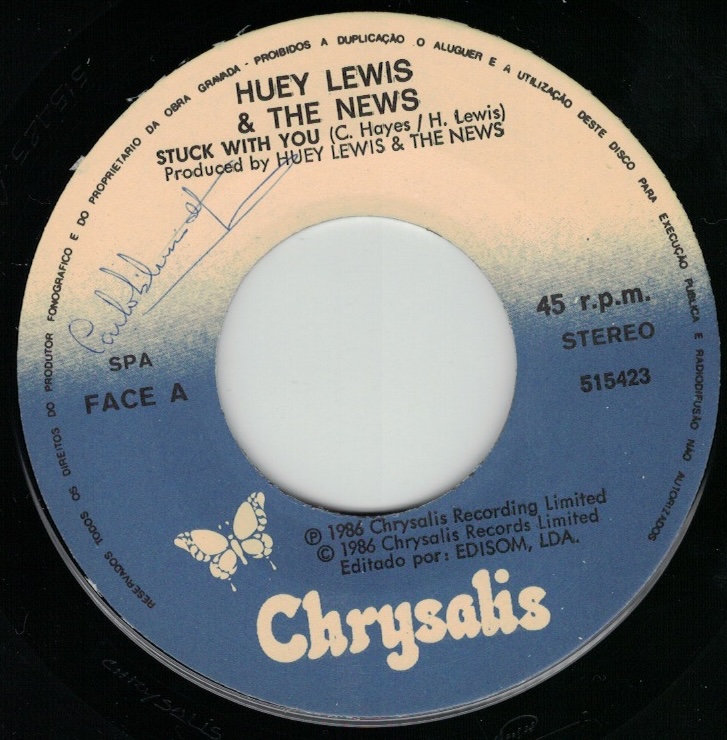 RESERVADOS TODOS OS DIREITOS DO PRODUTOR FONOGRAFICO E DO PROPRIETARIO DA OBRA GRAVADA - PROIBIDOS A DUPLICAÇÃO O ALUGUER E A UTILIZAÇÃO DESTE DISCO PARA EXECUÇÃO PUBLICA E RADIODIFUSÃO NÃO AUTORIZADOS
HUEY LEWIS
& THE NEWS
STUCK WITH YOU (C. Hayes / H. Lewis)
Produced by HUEY LEWIS & THE NEWS
45 r.p.m.
STEREO
515423
SPA
FACE A
℗ 1986 Chrysalis Recording Limited
© 1986 Chrysalis Records Limited
Editado por: EDISOM, LDA.
Chrysalis
CHRYSALIS